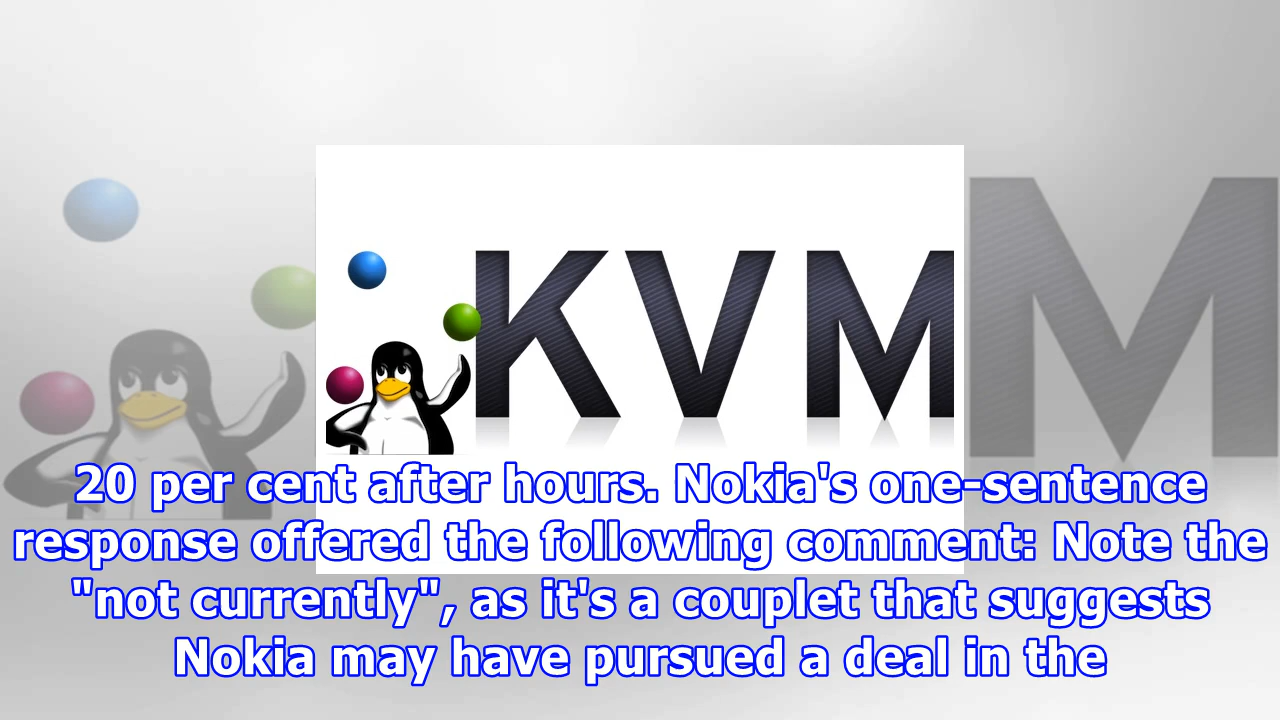 KVM
M
20 per cent after hours. Nokia's one-sentence
response offered the following comment: Note the
"not currently", as it's a couplet that suggests
Nokia may have pursued a deal in the